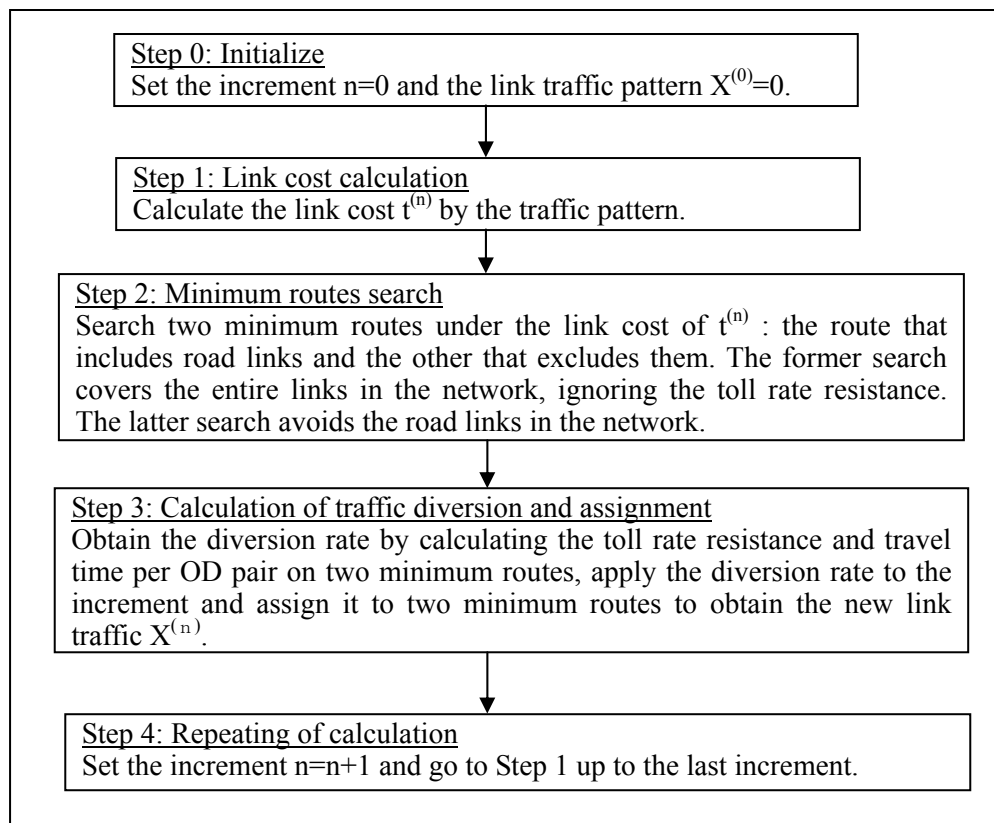 Step 0: Initialize
Set the increment n=0 and the link traffic pattern X⁽⁰⁾=0.
Step 1: Link cost calculation
Calculate the link cost t⁽ⁿ⁾ by the traffic pattern.
Step 2: Minimum routes search
Search two minimum routes under the link cost of t⁽ⁿ⁾ : the route that
includes road links and the other that excludes them. The former search
covers the entire links in the network, ignoring the toll rate resistance.
The latter search avoids the road links in the network.
Step 3: Calculation of traffic diversion and assignment
Obtain the diversion rate by calculating the toll rate resistance and travel
time per OD pair on two minimum routes, apply the diversion rate to the
increment and assign it to two minimum routes to obtain the new link
traffic X⁽ⁿ⁾.
Step 4: Repeating of calculation
Set the increment n=n+1 and go to Step 1 up to the last increment.